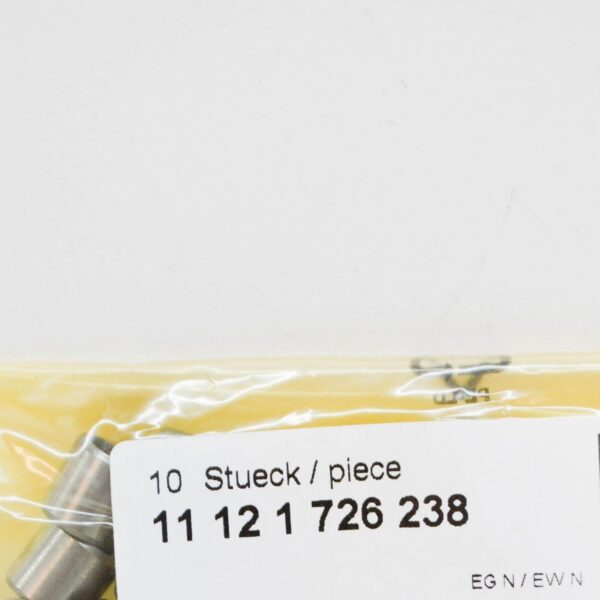 10 Stueck / piece
11 12 1 726 238
EG N / EW N